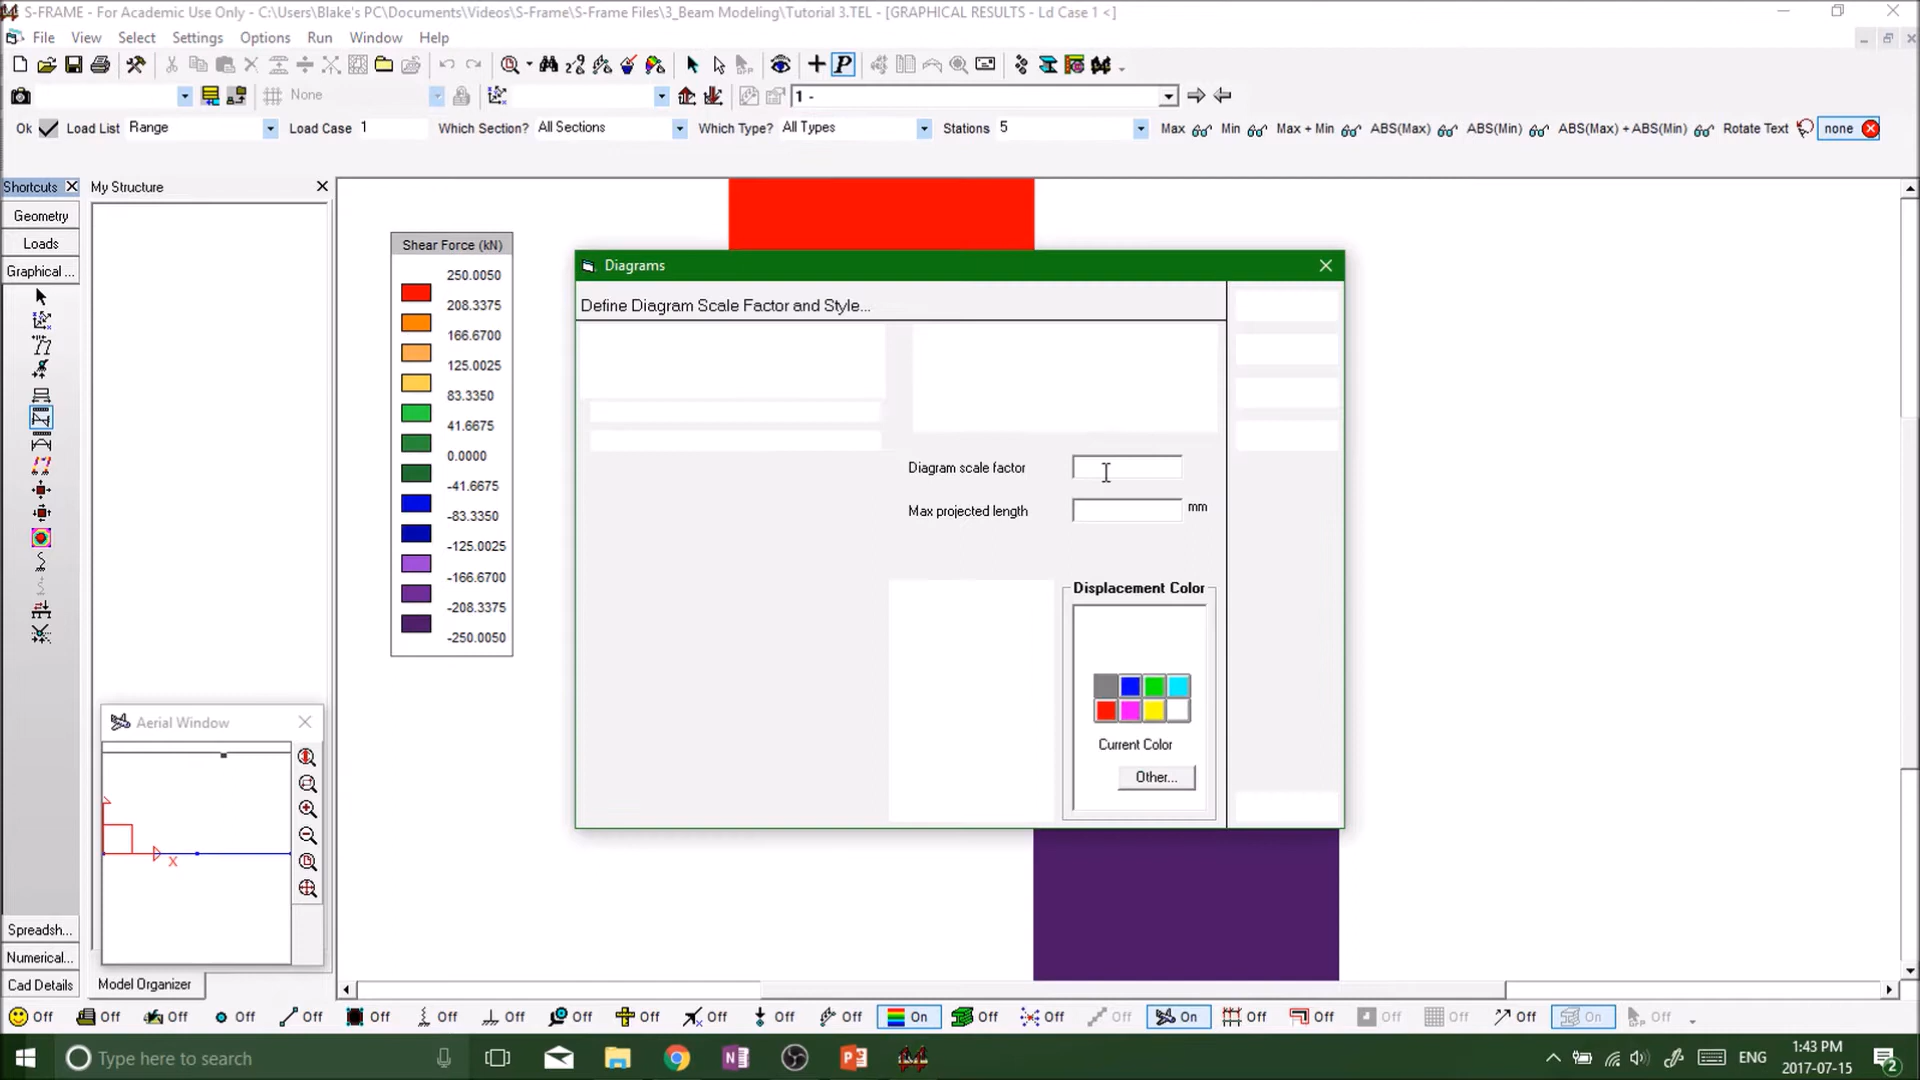 S-FRAME - For Academic Use Only - C:\Users\Blake's PC\Documents\Videos\S-Frame\S-Frame Files\3_Beam Modeling\Tutorial 3.TEL - [GRAPHICAL RESULTS - Ld Case 1 <]
File View Select Settings Options Run Window Help
P
None 1 -
Ok Load List Range Load Case 1 Which Section? All Sections Which Type? All Types Stations 5 Max Min Max + Min ABS(Max) ABS(Min) ABS(Max) + ABS(Min) Rotate Text none
Shortcuts My Structure
Geometry
Loads
Graphical ...
Shear Force (kN)
250.0050
208.3375
166.6700
125.0025
83.3350
41.6675
0.0000
-41.6675
-83.3350
-125.0025
-166.6700
-208.3375
-250.0050
Diagrams
Define Diagram Scale Factor and Style...
Diagram scale factor
Max projected length mm
Displacement Color
Current Color
Other...
Aerial Window
X
Spreadsh...
Numerical...
Cad Details
Model Organizer
Off Off Off Off Off Off Off Off Off Off Off Off Off On Off Off Off On Off Off Off Off Off On Off
Type here to search
ENG
1:43 PM
2017-07-15
2